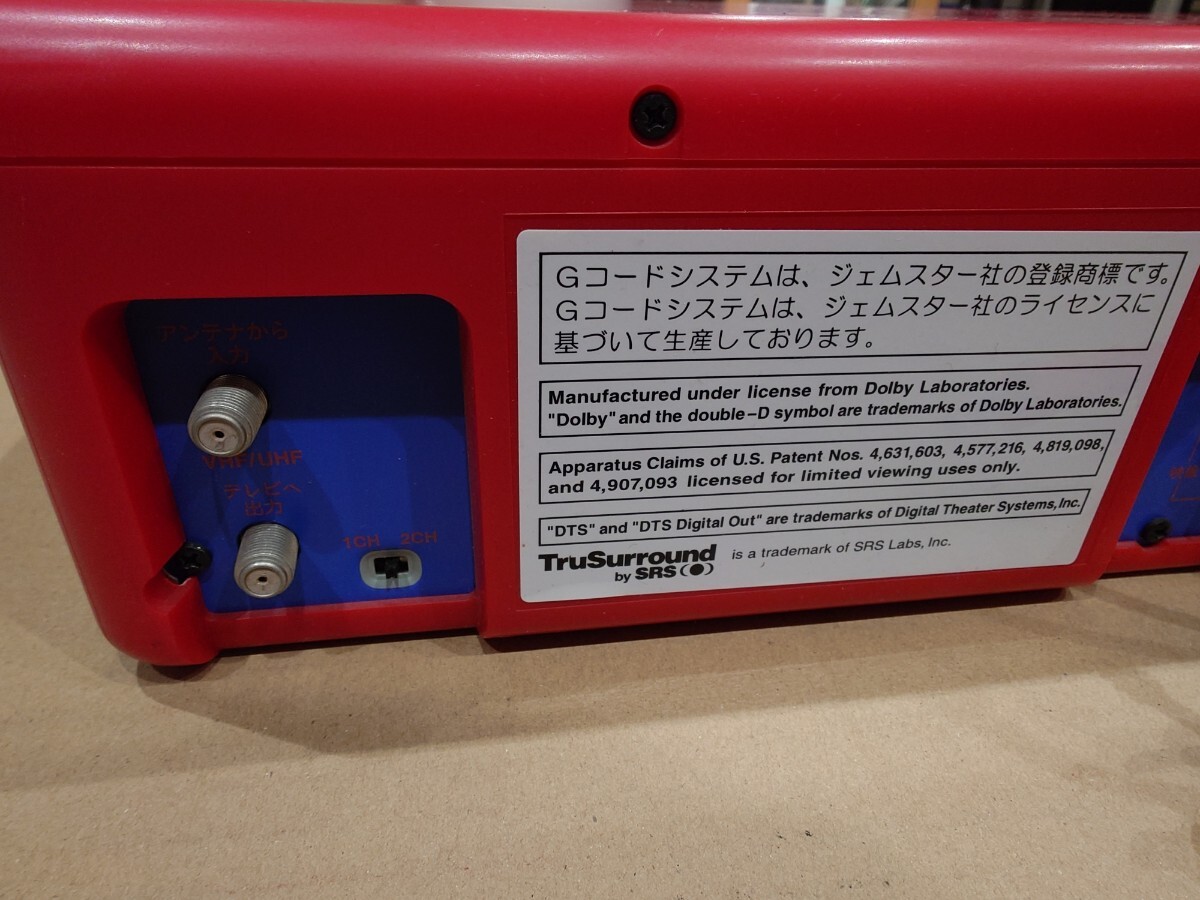 アンテナから
入力
VHF/UHF
テレビへ
出力
1CH 2CH
Gコードシステムは、ジェムスター社の登録商標です。
Gコードシステムは、ジェムスター社のライセンスに
基づいて生産しております。
Manufactured under license from Dolby Laboratories.
"Dolby" and the double-D symbol are trademarks of Dolby Laboratories.
Apparatus Claims of U.S. Patent Nos. 4,631,603, 4,577,216, 4,819,098,
and 4,907,093 licensed for limited viewing uses only.
"DTS" and "DTS Digital Out" are trademarks of Digital Theater Systems,Inc.
TruSurround is a trademark of SRS Labs, Inc.
by SRS